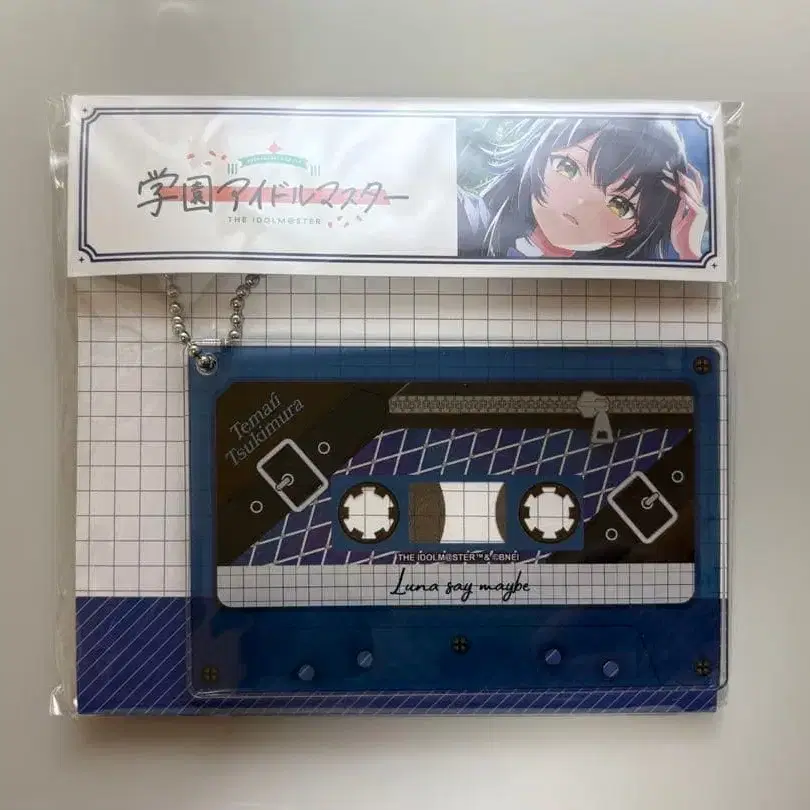 学園アイドルマスター
THE IDOLM@STER
Temari
Tsukimura
THE IDOLM@STER™& ©BNEI
Luna say maybe